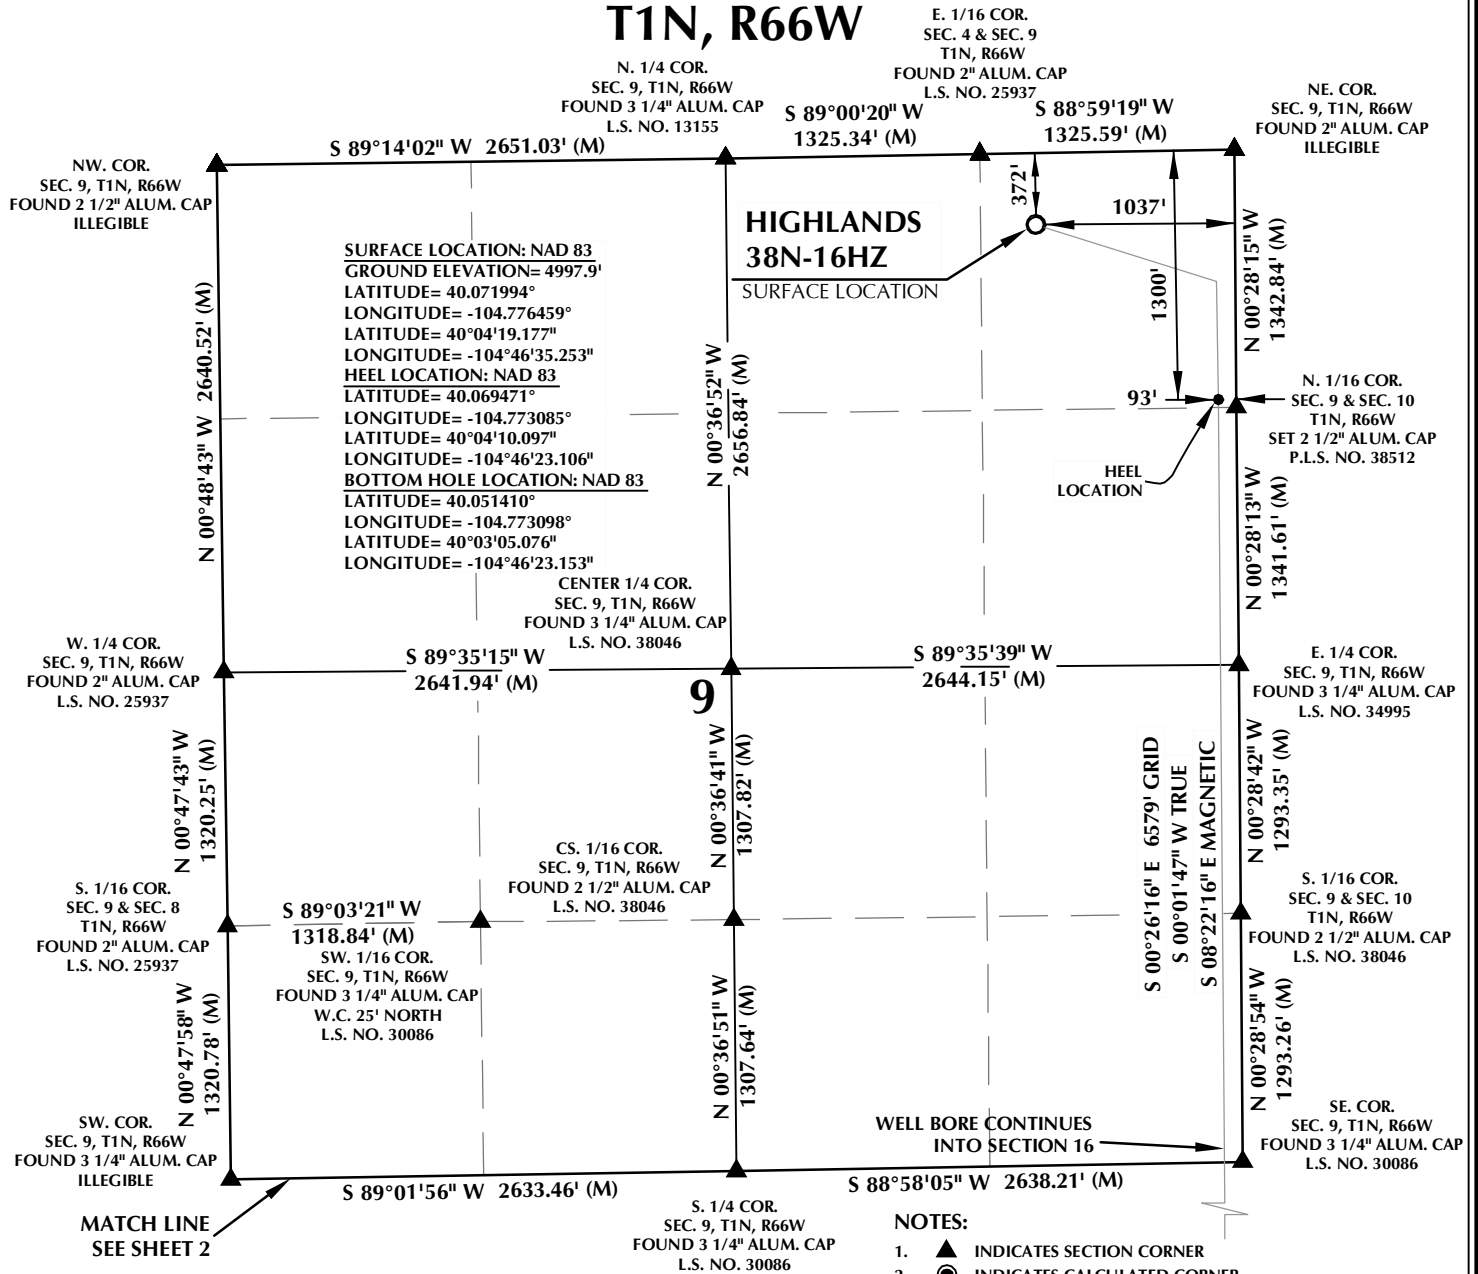 T1N, R66W
E. 1/16 COR.
SEC. 4 & SEC. 9
T1N, R66W
FOUND 2" ALUM. CAP
L.S. NO. 25937
N. 1/4 COR.
SEC. 9, T1N, R66W
FOUND 3 1/4" ALUM. CAP
L.S. NO. 13155
NE. COR.
SEC. 9, T1N, R66W
FOUND 2" ALUM. CAP
ILLEGIBLE
S 89°14'02" W 2651.03' (M)
S 89°00'20" W
1325.34' (M)
S 88°59'19" W
1325.59' (M)
NW. COR.
SEC. 9, T1N, R66W
FOUND 2 1/2" ALUM. CAP
ILLEGIBLE
372'
1037'
1300'
93'
HIGHLANDS
38N-16HZ
SURFACE LOCATION
SURFACE LOCATION: NAD 83
GROUND ELEVATION= 4997.9'
LATITUDE= 40.071994°
LONGITUDE= -104.776459°
LATITUDE= 40°04'19.177"
LONGITUDE= -104°46'35.253"
HEEL LOCATION: NAD 83
LATITUDE= 40.069471°
LONGITUDE= -104.773085°
LATITUDE= 40°04'10.097"
LONGITUDE= -104°46'23.106"
BOTTOM HOLE LOCATION: NAD 83
LATITUDE= 40.051410°
LONGITUDE= -104.773098°
LATITUDE= 40°03'05.076"
LONGITUDE= -104°46'23.153"
N 00°48'43" W 2640.52' (M)
N 00°36'52" W
2656.84' (M)
N 00°28'15" W
1342.84' (M)
N. 1/16 COR.
SEC. 9 & SEC. 10
T1N, R66W
SET 2 1/2" ALUM. CAP
P.L.S. NO. 38512
HEEL
LOCATION
N 00°28'13" W
1341.61' (M)
CENTER 1/4 COR.
SEC. 9, T1N, R66W
FOUND 3 1/4" ALUM. CAP
L.S. NO. 38046
W. 1/4 COR.
SEC. 9, T1N, R66W
FOUND 2" ALUM. CAP
L.S. NO. 25937
S 89°35'15" W
2641.94' (M)
9
S 89°35'39" W
2644.15' (M)
E. 1/4 COR.
SEC. 9, T1N, R66W
FOUND 3 1/4" ALUM. CAP
L.S. NO. 34995
N 00°47'43" W
1320.25' (M)
N 00°36'41" W
1307.82' (M)
S 00°26'16" E 6579' GRID
S 00°01'47" W TRUE
S 08°22'16" E MAGNETIC
N 00°28'42" W
1293.35' (M)
CS. 1/16 COR.
SEC. 9, T1N, R66W
FOUND 2 1/2" ALUM. CAP
L.S. NO. 38046
S. 1/16 COR.
SEC. 9 & SEC. 8
T1N, R66W
FOUND 2" ALUM. CAP
L.S. NO. 25937
S 89°03'21" W
1318.84' (M)
SW. 1/16 COR.
SEC. 9, T1N, R66W
FOUND 3 1/4" ALUM. CAP
W.C. 25' NORTH
L.S. NO. 30086
S. 1/16 COR.
SEC. 9 & SEC. 10
T1N, R66W
FOUND 2 1/2" ALUM. CAP
L.S. NO. 38046
N 00°47'58" W
1320.78' (M)
N 00°36'51" W
1307.64' (M)
N 00°28'54" W
1293.26' (M)
SW. COR.
SEC. 9, T1N, R66W
FOUND 3 1/4" ALUM. CAP
ILLEGIBLE
WELL BORE CONTINUES
INTO SECTION 16
SE. COR.
SEC. 9, T1N, R66W
FOUND 3 1/4" ALUM. CAP
L.S. NO. 30086
S 89°01'56" W 2633.46' (M)
S 88°58'05" W 2638.21' (M)
MATCH LINE
SEE SHEET 2
S. 1/4 COR.
SEC. 9, T1N, R66W
FOUND 3 1/4" ALUM. CAP
L.S. NO. 30086
NOTES:
1. INDICATES SECTION CORNER
2. INDICATES CALCULATED CORNER